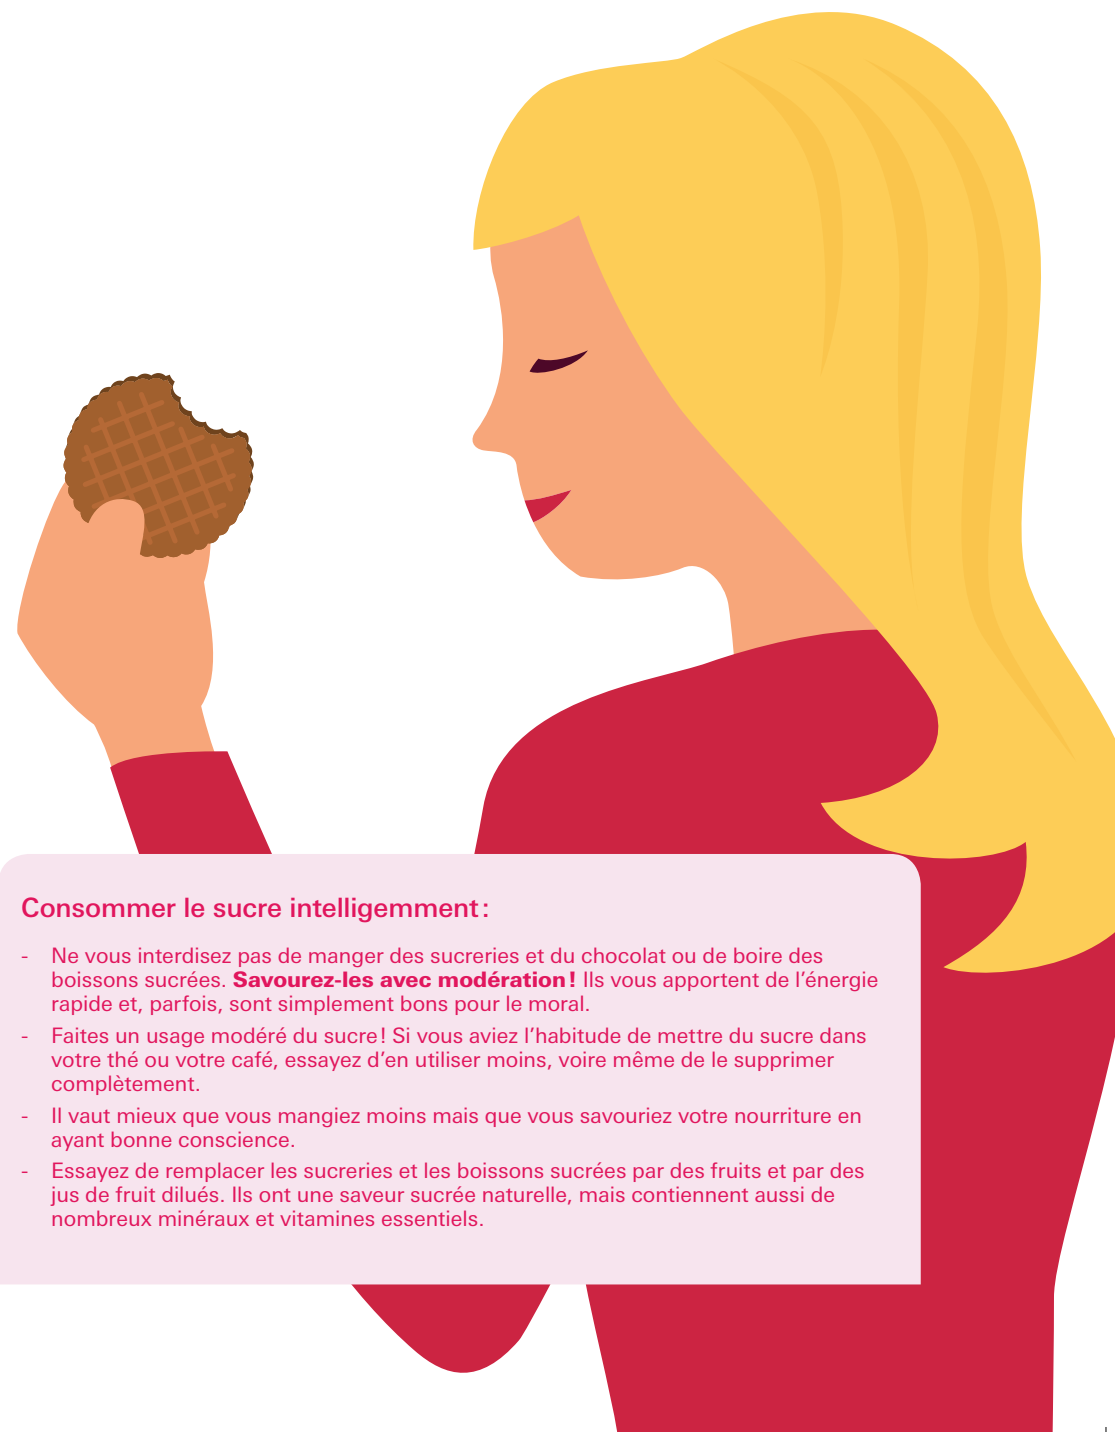 Consommer le sucre intelligemment :
- Ne vous interdisez pas de manger des sucreries et du chocolat ou de boire des
boissons sucrées. Savourez-les avec modération ! Ils vous apportent de l’énergie
rapide et, parfois, sont simplement bons pour le moral.
- Faites un usage modéré du sucre ! Si vous aviez l’habitude de mettre du sucre dans
votre thé ou votre café, essayez d’en utiliser moins, voire même de le supprimer
complètement.
- Il vaut mieux que vous mangiez moins mais que vous savouriez votre nourriture en
ayant bonne conscience.
- Essayez de remplacer les sucreries et les boissons sucrées par des fruits et par des
jus de fruit dilués. Ils ont une saveur sucrée naturelle, mais contiennent aussi de
nombreux minéraux et vitamines essentiels.